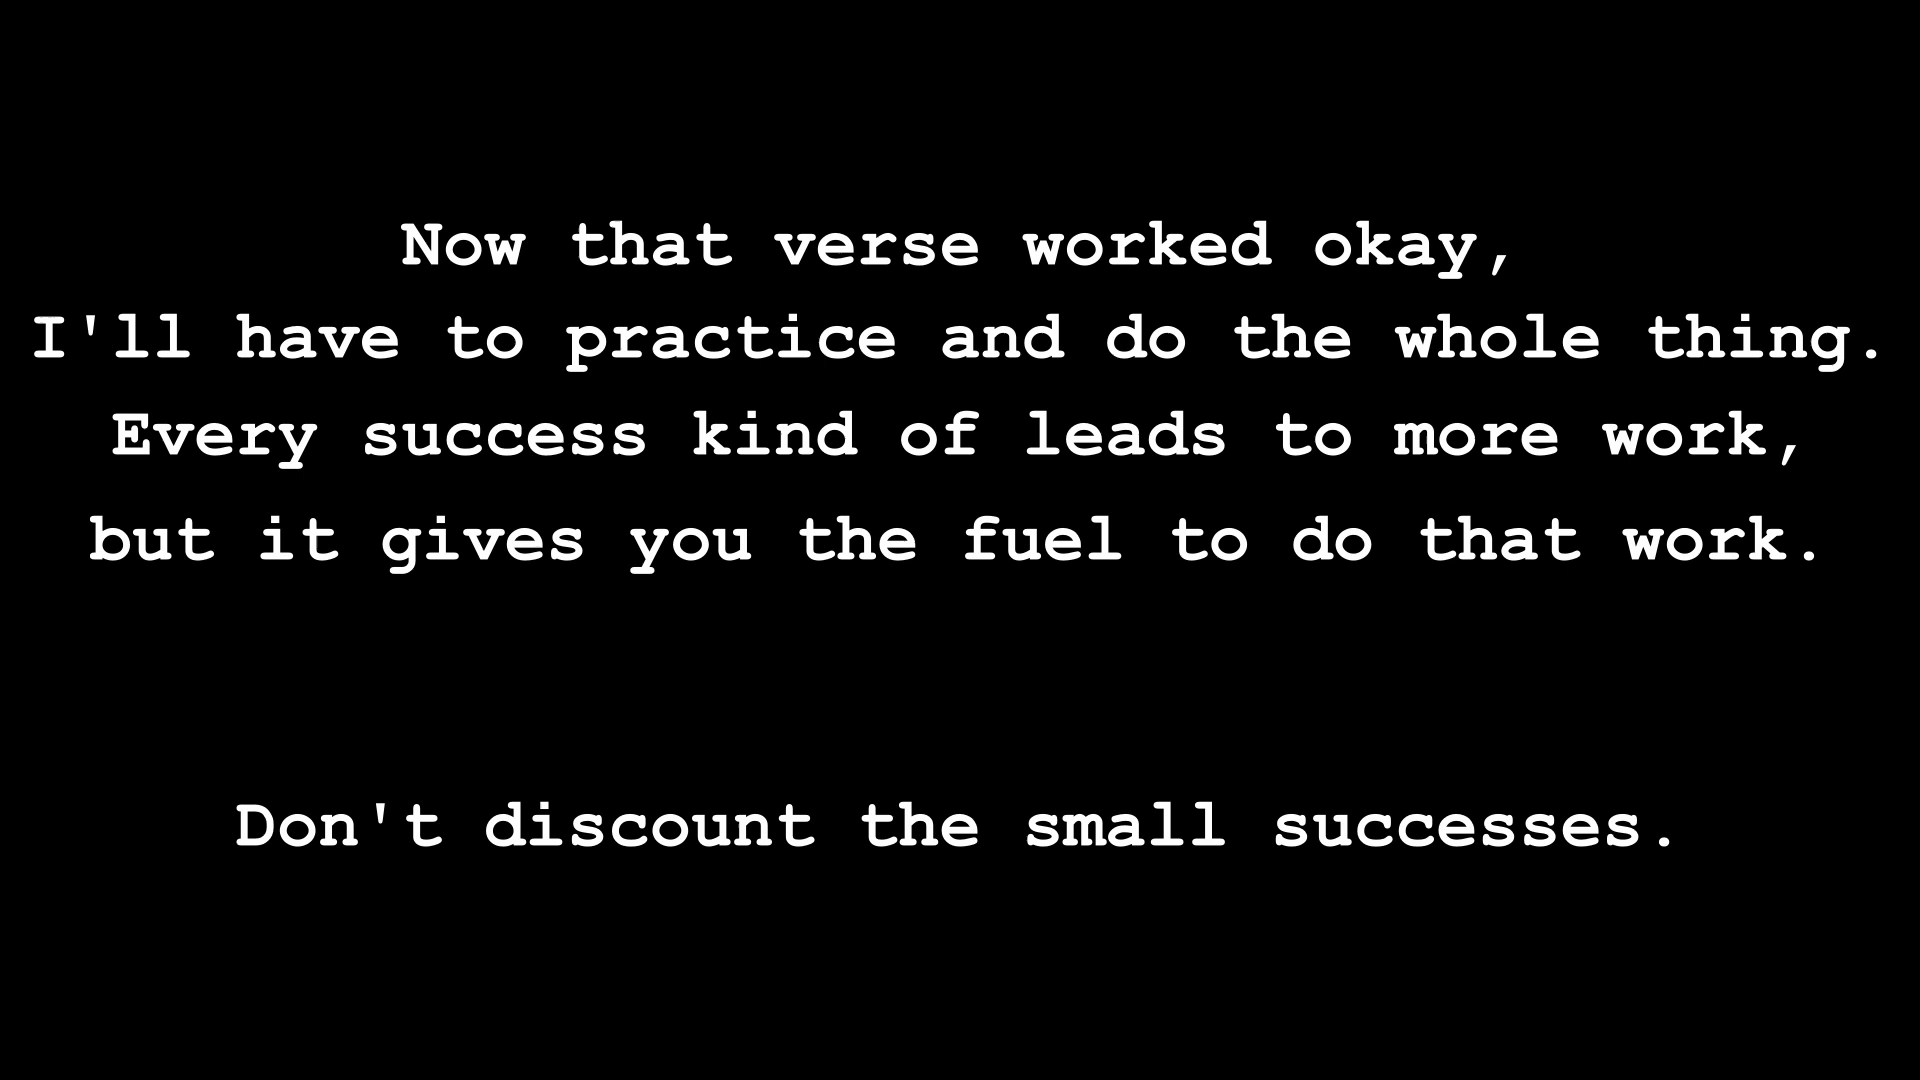 Now that verse worked okay,
I'll have to practice and do the whole thing.
Every success kind of leads to more work,
but it gives you the fuel to do that work.
Don't discount the small successes.